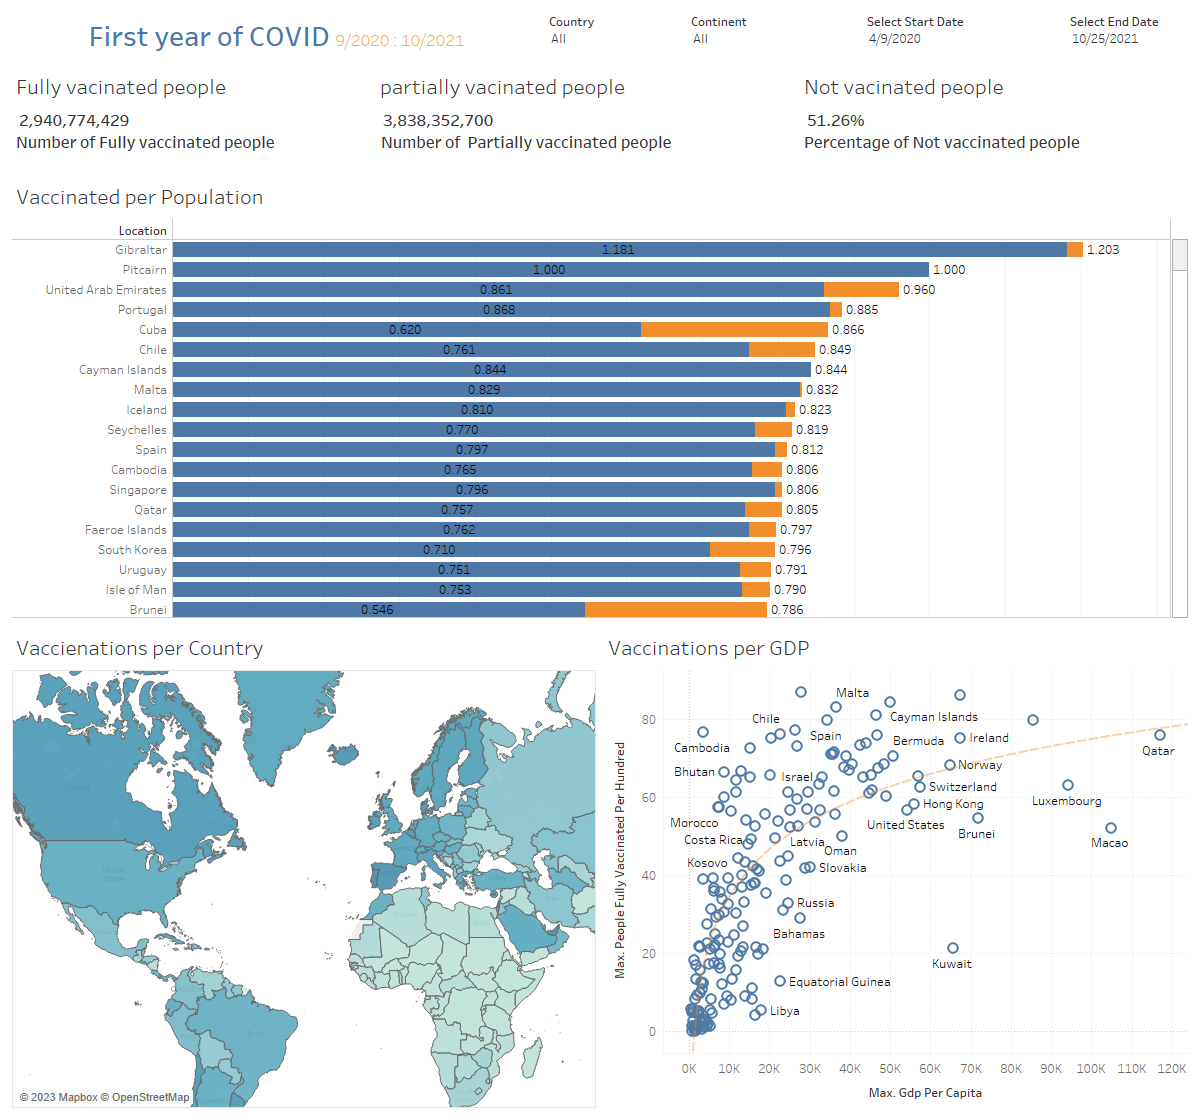 First year of COVID 9/2020 : 10/2021
Country
All
Continent
All
Select Start Date
4/9/2020
Select End Date
10/25/2021
Fully vacinated people
2,940,774,429
Number of Fully vaccinated people
partially vacinated people
3,838,352,700
Number of Partially vaccinated people
Not vacinated people
51.26%
Percentage of Not vaccinated people
Vaccinated per Population
Location
Gibraltar 1.181 1.203
Pitcairn 1.000 1.000
United Arab Emirates 0.861 0.960
Portugal 0.868 0.885
Cuba 0.620 0.866
Chile 0.761 0.849
Cayman Islands 0.844 0.844
Malta 0.829 0.832
Iceland 0.810 0.823
Seychelles 0.770 0.819
Spain 0.797 0.812
Cambodia 0.765 0.806
Singapore 0.796 0.806
Qatar 0.757 0.805
Faeroe Islands 0.762 0.797
South Korea 0.710 0.796
Uruguay 0.751 0.791
Isle of Man 0.753 0.790
Brunei 0.546 0.786
Vaccienations per Country
© 2023 Mapbox © OpenStreetMap
Vaccinations per GDP
Max. People Fully Vaccinated Per Hundred
80
60
40
20
0
Malta
Chile
Cayman Islands
Spain
Cambodia
Bermuda
Ireland
Qatar
Bhutan
Israel
Norway
Switzerland
Luxembourg
Hong Kong
Morocco
United States
Brunei
Costa Rica
Latvia
Oman
Macao
Kosovo
Slovakia
Russia
Bahamas
Kuwait
Equatorial Guinea
Libya
0K 10K 20K 30K 40K 50K 60K 70K 80K 90K 100K 110K 120K
Max. Gdp Per Capita